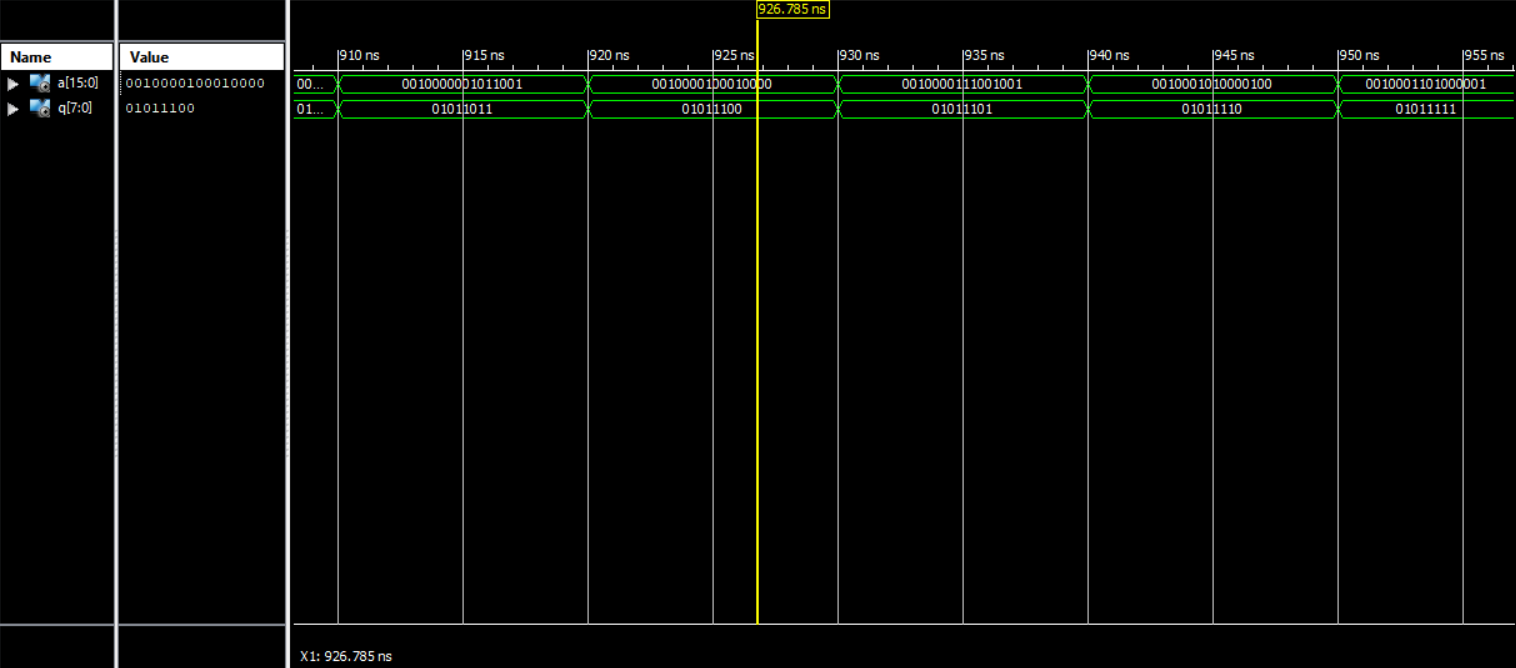 926.785 ns
910 ns 915 ns 920 ns 925 ns 930 ns 935 ns 940 ns 945 ns 950 ns 955 ns
Name Value
a[15:0] 0010000100010000 00... 0010000001011001 0010000100010000 0010000111001001 0010001010000100 0010001101000001
q[7:0] 01011100 01... 01011011 01011100 01011101 01011110 01011111
X1: 926.785 ns